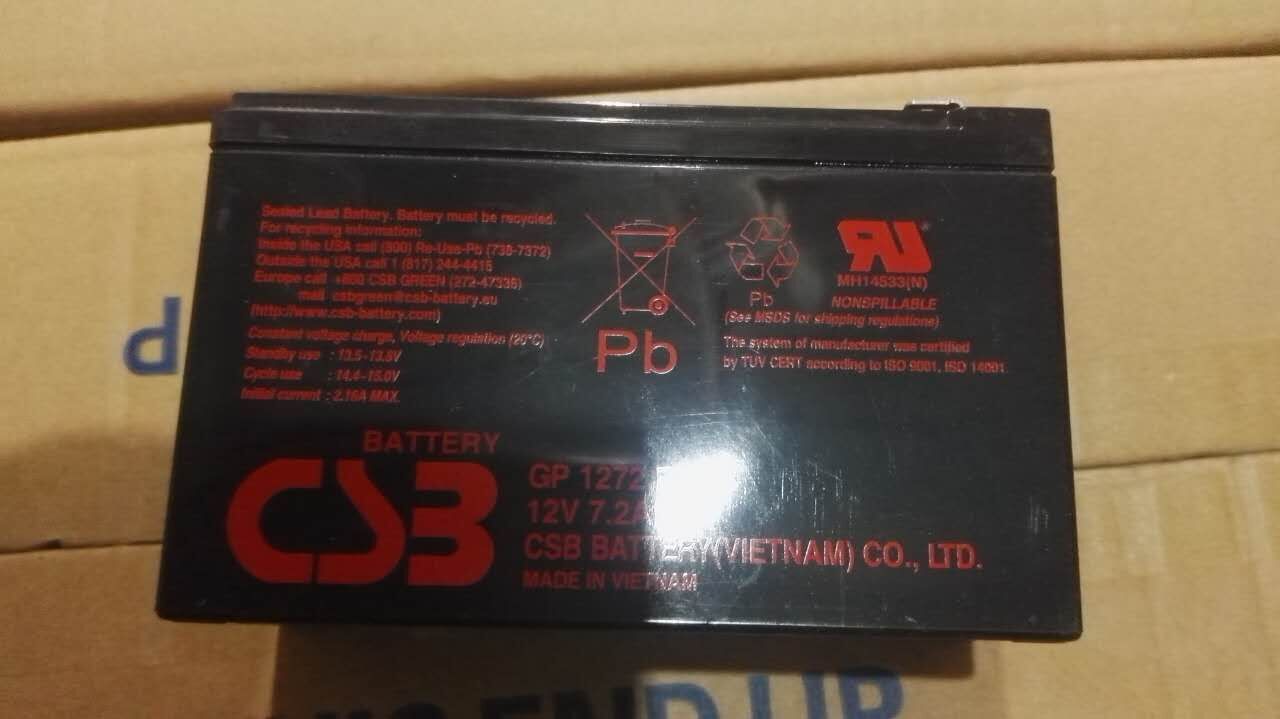 Sealed Lead Battery. Battery must be recycled.
For recycling information:
Inside the USA call (800) Re-Use-Pb (738-7372)
Outside the USA call 1 (817) 244-4415
Europe call +800 CSB GREEN (272-47336)
mail csbgreen@csb-battery.eu
(http://www.csb-battery.com)
Constant voltage charge, Voltage regulation (25°C)
Standby use : 13.5-13.8V
Cycle use : 14.4-15.0V
Initial current : 2.16A MAX.
Pb
Pb
MH14533(N)
NONSPILLABLE
(See MSDS for shipping regulations)
The system of manufacturer was certified
by TUV CERT according to ISO 9001, ISO 14001.
BATTERY
CSB
GP 1272
12V 7.2A
CSB BATTERY(VIETNAM) CO., LTD.
MADE IN VIETNAM
END UP